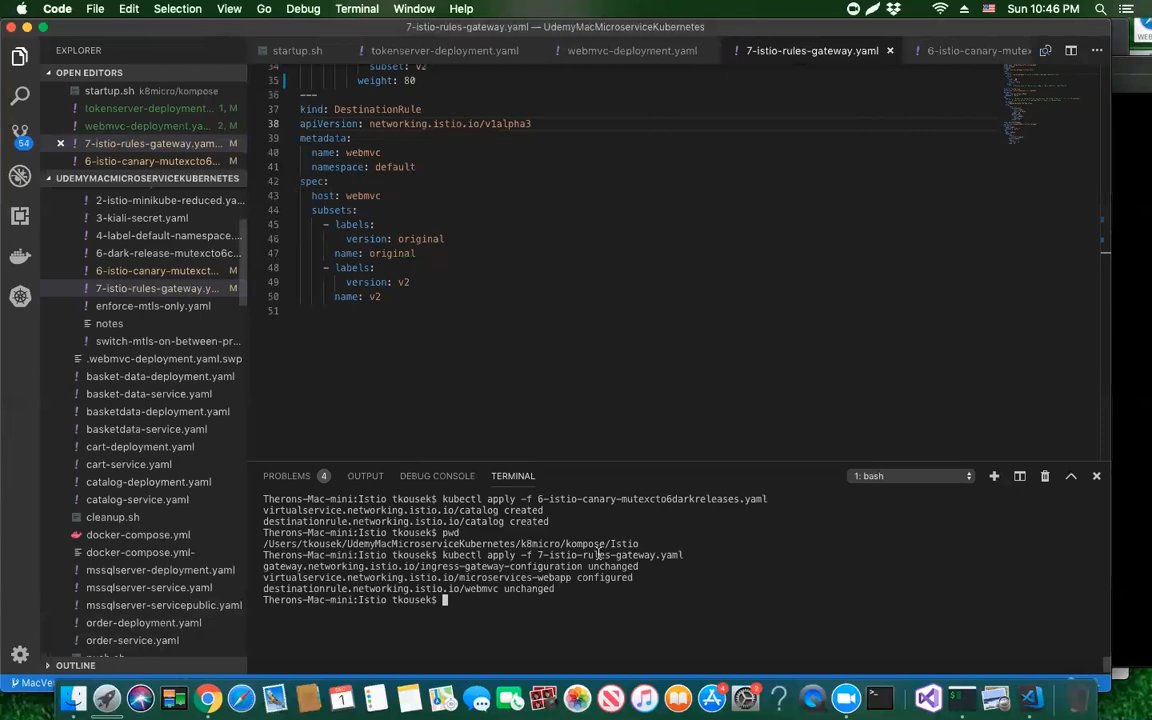 Code File Edit Selection View Go Debug Terminal Window Help Sun 10:46 PM
7-istio-rules-gateway.yaml — UdemyMacMicroserviceKubernetes
EXPLORER
startup.sh tokenserver-deployment.yaml webmvc-deployment.yaml 7-istio-rules-gateway.yaml 6-istio-canary-mutex
OPEN EDITORS
startup.sh k8micro/kompose
tokenserver-deployment... 1, M
webmvc-deployment.ya... 2, M
7-istio-rules-gateway.yam... M
6-istio-canary-mutexcto6... M
UDEMYMACMICROSERVICEKUBERNETES
2-istio-minikube-reduced.ya...
3-kiali-secret.yaml
4-label-default-namespace....
6-dark-release-mutexcto6c...
6-istio-canary-mutexct... M
7-istio-rules-gateway.y... M
enforce-mtls-only.yaml
notes
switch-mtls-on-between-pr...
.webmvc-deployment.yaml.swp
basket-data-deployment.yaml
basket-data-service.yaml
basketdata-deployment.yaml
basketdata-service.yaml
cart-deployment.yaml
cart-service.yaml
catalog-deployment.yaml
catalog-service.yaml
cleanup.sh
docker-compose.yml
docker-compose.yml-
mssqlserver-deployment.yaml
mssqlserver-service.yaml
mssqlserver-servicepublic.yaml
order-deployment.yaml
order-service.yaml
OUTLINE
54
34 subset: v2
35 weight: 80
36 ---
37 kind: DestinationRule
38 apiVersion: networking.istio.io/v1alpha3
39 metadata:
40 name: webmvc
41 namespace: default
42 spec:
43 host: webmvc
44 subsets:
45 - labels:
46 version: original
47 name: original
48 - labels:
49 version: v2
50 name: v2
51
PROBLEMS 4 OUTPUT DEBUG CONSOLE TERMINAL 1: bash
Therons-Mac-mini:Istio tkousek$ kubectl apply -f 6-istio-canary-mutexcto6darkreleases.yaml
virtualservice.networking.istio.io/catalog created
destinationrule.networking.istio.io/catalog created
Therons-Mac-mini:Istio tkousek$ pwd
/Users/tkousek/UdemyMacMicroserviceKubernetes/k8micro/kompose/Istio
Therons-Mac-mini:Istio tkousek$ kubectl apply -f 7-istio-rules-gateway.yaml
gateway.networking.istio.io/ingress-gateway-configuration unchanged
virtualservice.networking.istio.io/microservices-webapp configured
destinationrule.networking.istio.io/webmvc unchanged
Therons-Mac-mini:Istio tkousek$
MacVer